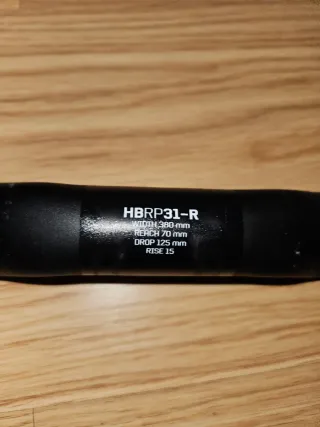 HBRP31-R
WIDTH 380 mm
REACH 70 mm
DROP 125 mm
RISE 15